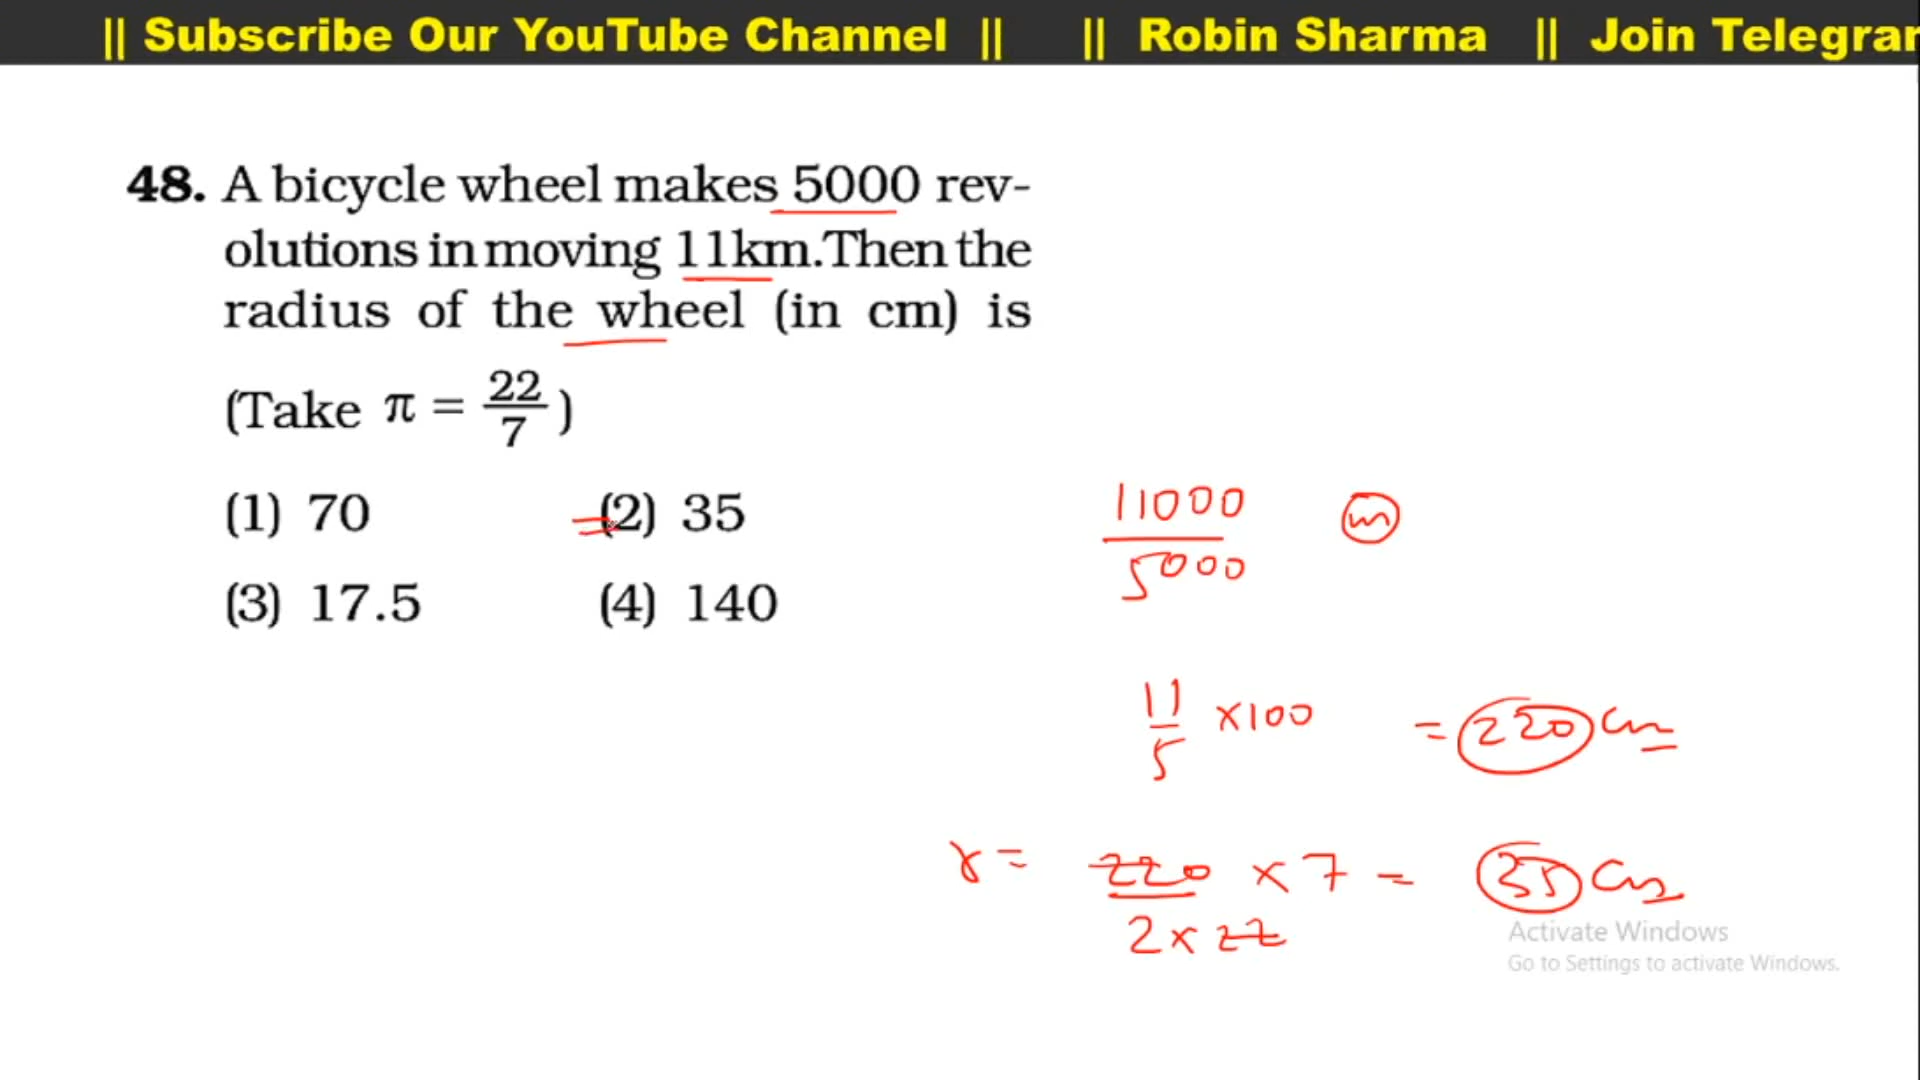 || Subscribe Our YouTube Channel || || Robin Sharma || Join Telegrar
48. A bicycle wheel makes 5000 rev-
olutions in moving 11km.Then the
radius of the wheel (in cm) is
(Take π = 22/7)
(1) 70 (2) 35
(3) 17.5 (4) 140
11000/5000 m
11/5 ×100 = 220 cm
r = 220/2×22 × 7 = 35 cm
Activate Windows
Go to Settings to activate Windows.